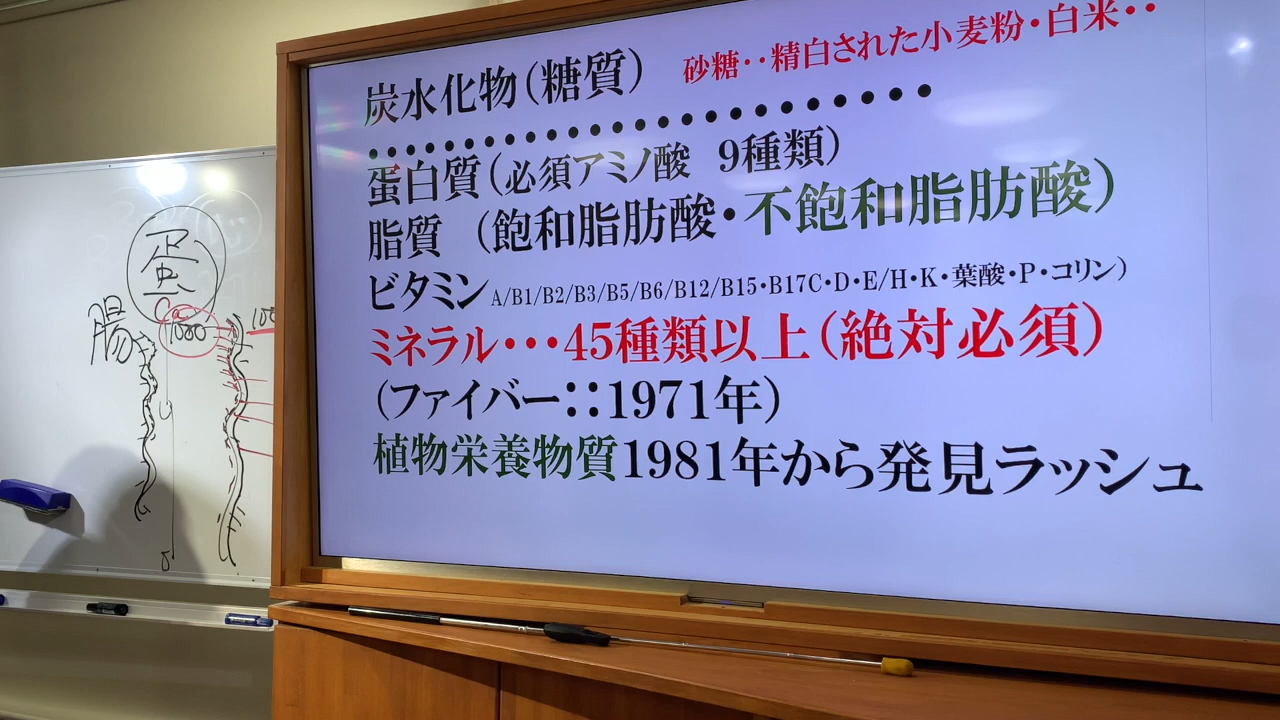 炭水化物(糖質) 砂糖‥精白された小麦粉・白米‥
••••••••••••••••••••••
蛋白質(必須アミノ酸 9種類)
脂質 (飽和脂肪酸・不飽和脂肪酸)
ビタミンA/B1/B2/B3/B5/B6/B12/B15・B17C・D・E/H・K・葉酸・P・コリン)
ミネラル・・・45種類以上(絶対必須)
(ファイバー::1971年)
植物栄養物質1981年から発見ラッシュ
蛋
腸
1000